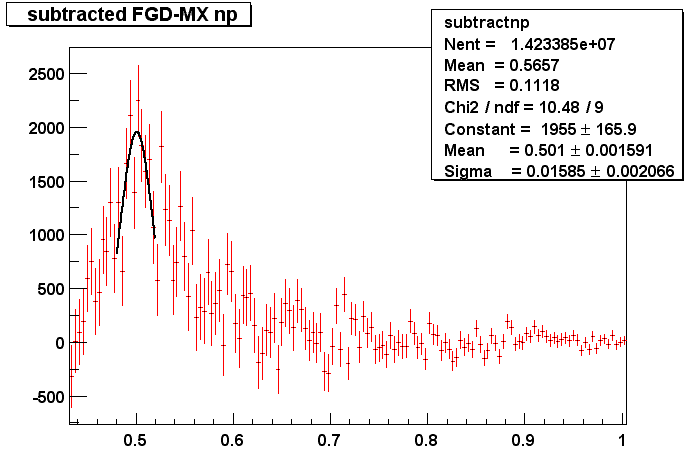 subtracted FGD-MX np
subtractnp
Nent = 1.423385e+07
Mean = 0.5657
RMS = 0.1118
Chi2 / ndf = 10.48 / 9
Constant = 1955 ± 165.9
Mean = 0.501 ± 0.001591
Sigma = 0.01585 ± 0.002066
2500
2000
1500
1000
500
0
-500
0.5 0.6 0.7 0.8 0.9 1